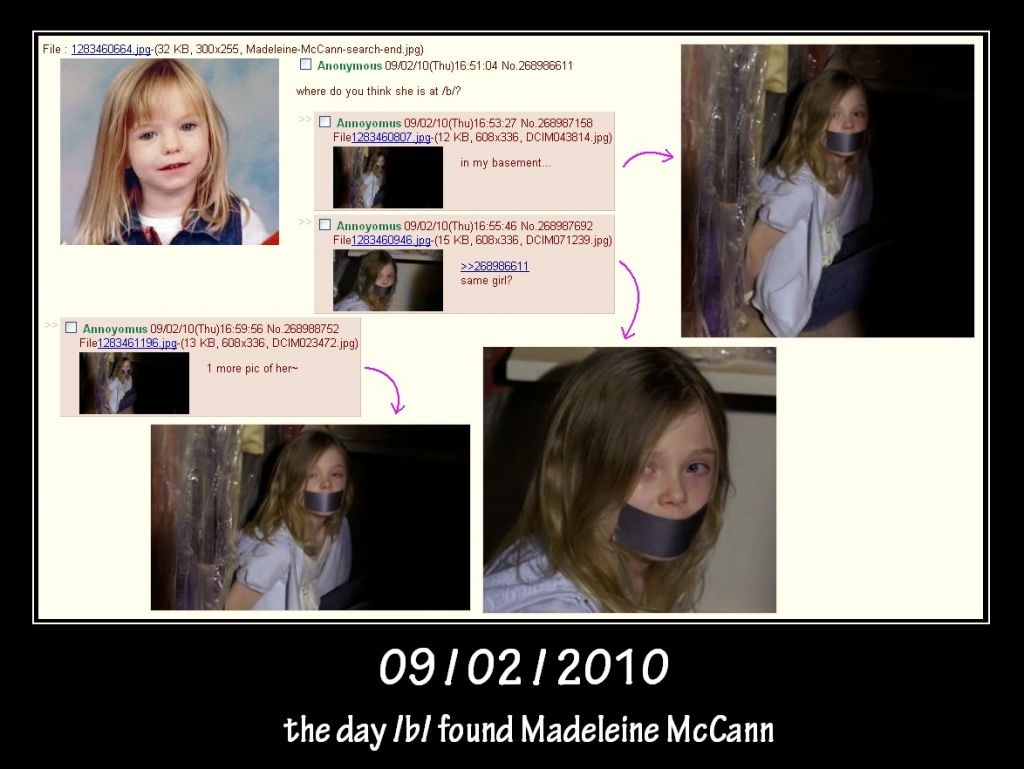 File : 1283460664.jpg-(32 KB, 300x255, Madeleine-McCann-search-end.jpg)
Anonymous 09/02/10(Thu)16:51:04 No.268986611
where do you think she is at /b/?
>> Annoyomus 09/02/10(Thu)16:53:27 No.268987158
File1283460807.jpg-(12 KB, 608x336, DCIM043814.jpg)
in my basement...
>> Annoyomus 09/02/10(Thu)16:55:46 No.268987692
File1283460946.jpg-(15 KB, 608x336, DCIM071239.jpg)
>>268986611
same girl?
>> Annoyomus 09/02/10(Thu)16:59:56 No.268988752
File1283461196.jpg-(13 KB, 608x336, DCIM023472.jpg)
1 more pic of her~
09/02/2010
the day /b/ found Madeleine McCann